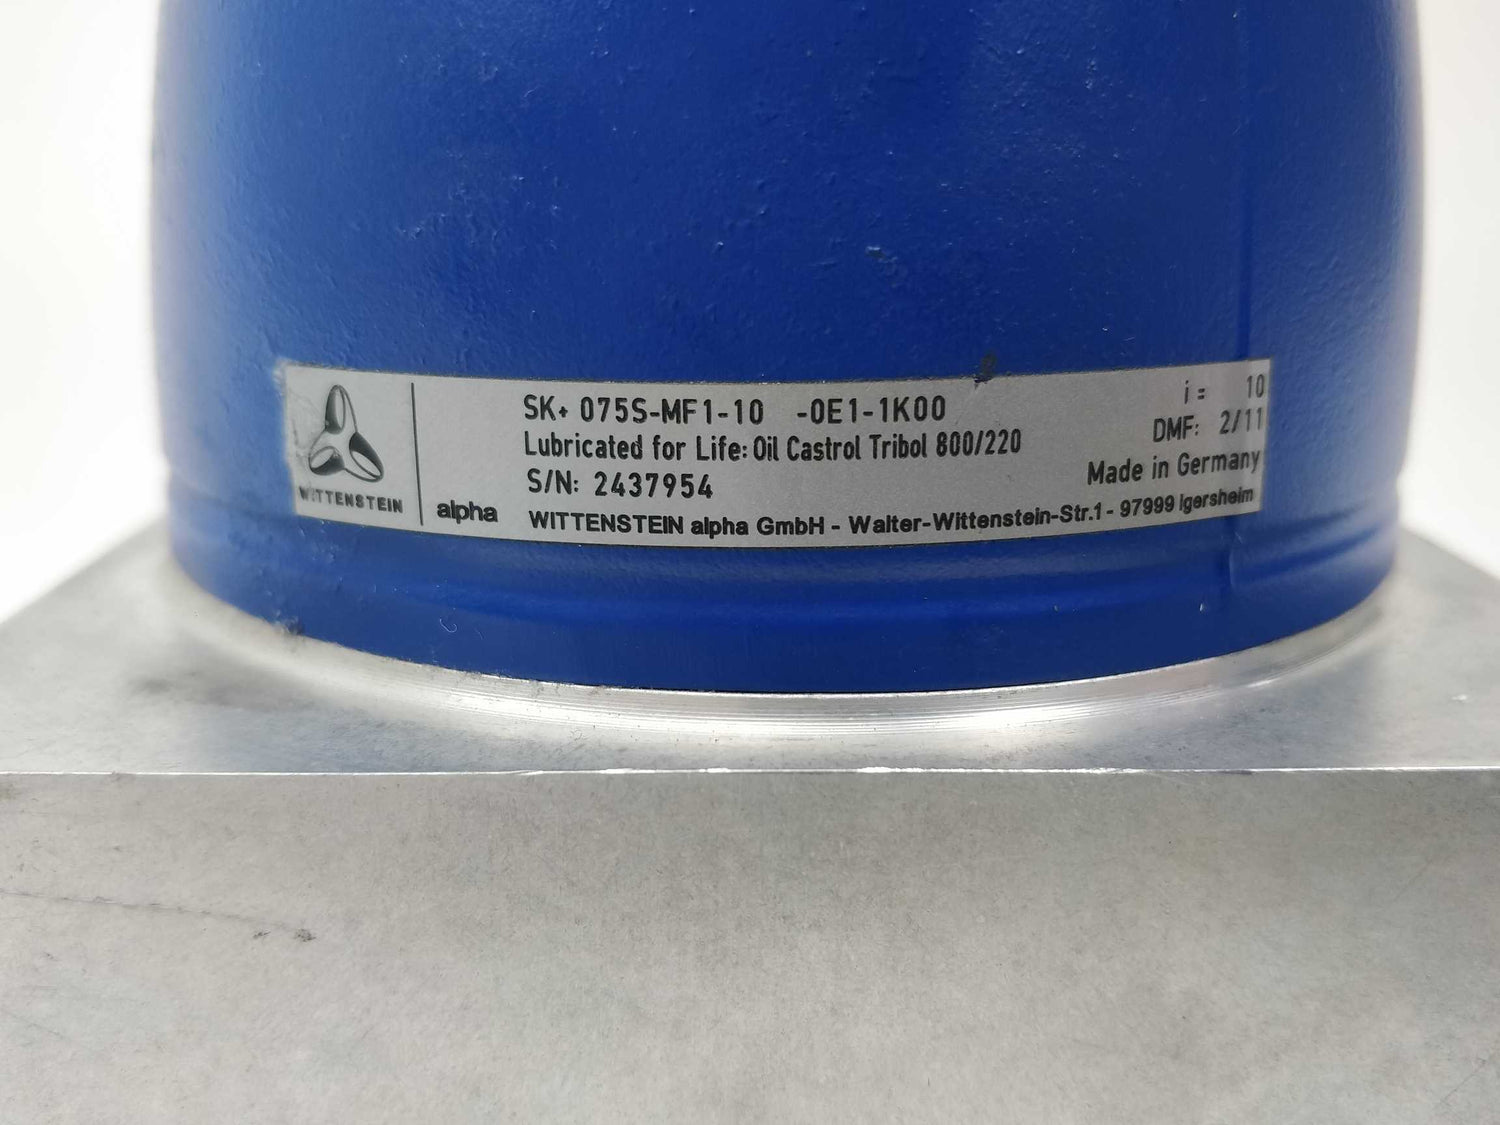 SK+ 075S-MF1-10 -0E1-1K00 i = 10
Lubricated for Life: Oil Castrol Tribol 800/220 DMF: 2/11
S/N: 2437954 Made in Germany
WITTENSTEIN alpha WITTENSTEIN alpha GmbH - Walter-Wittenstein-Str.1 - 97999 Igersheim